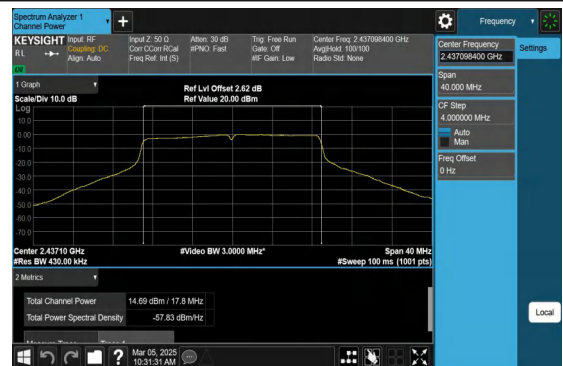 Spectrum Analyzer 1
Channel Power
Frequency
KEYSIGHT
RL
Input: RF
Coupling: DC
Align: Auto
Input Z: 50 Ω
Corr CCorr RCal
Freq Ref: Int (S)
Atten: 30 dB
#PNO: Fast
Trig: Free Run
Gate: Off
#IF Gain: Low
Center Freq: 2.437098400 GHz
Avg|Hold: 100/100
Radio Std: None
1 Graph
Scale/Div 10.0 dB
Ref Lvl Offset 2.62 dB
Ref Value 20.00 dBm
Log
10.0
0.00
-10.0
-20.0
-30.0
-40.0
-50.0
-60.0
-70.0
Center 2.43710 GHz
#Res BW 430.00 kHz
#Video BW 3.0000 MHz*
Span 40 MHz
#Sweep 100 ms (1001 pts)
2 Metrics
Total Channel Power 14.69 dBm / 17.8 MHz
Total Power Spectral Density -57.83 dBm/Hz
Mar 05, 2025
10:31:31 AM
Center Frequency
2.437098400 GHz
Span
40.000 MHz
CF Step
4.000000 MHz
Auto
Man
Freq Offset
0 Hz
Settings
Local